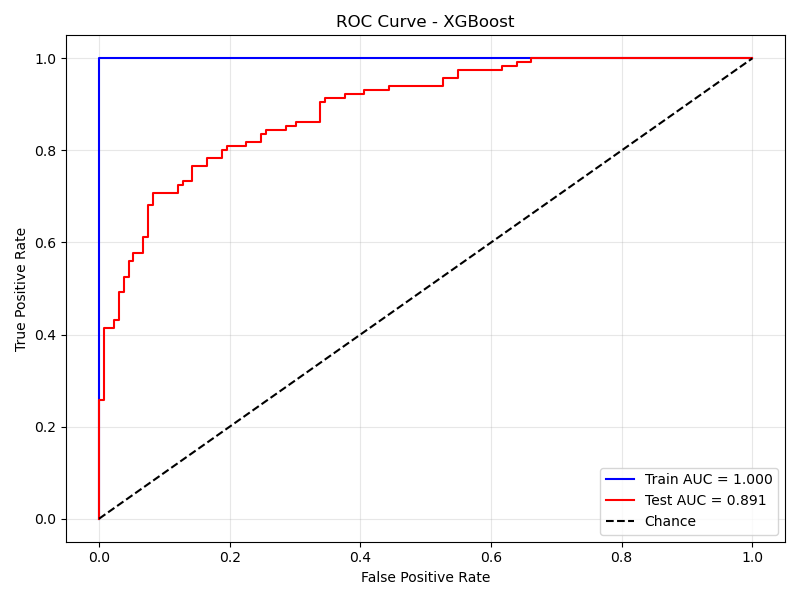 ROC Curve - XGBoost
True Positive Rate
1.0
0.8
0.6
0.4
0.2
0.0
Train AUC = 1.000
Test AUC = 0.891
Chance
0.0 0.2 0.4 0.6 0.8 1.0
False Positive Rate